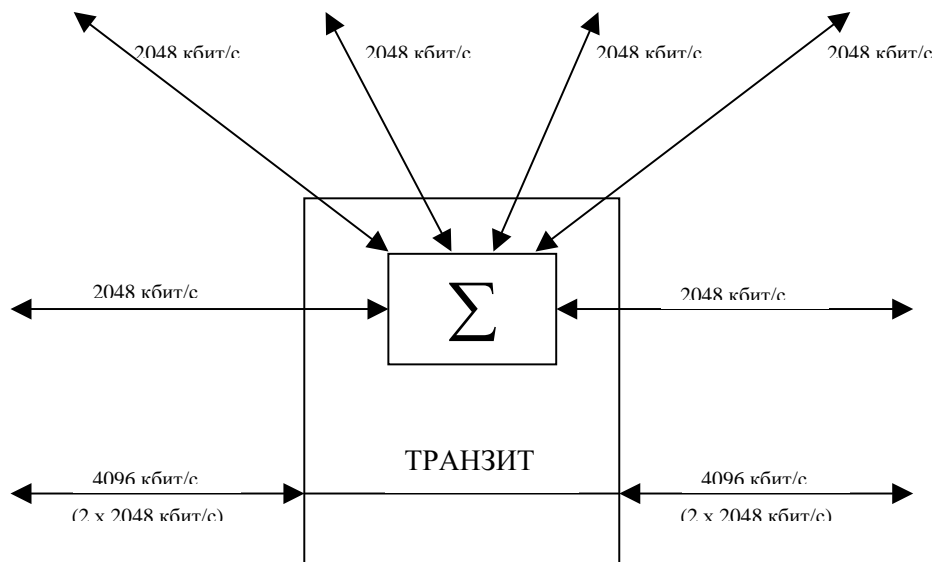 2048 кбит/с 2048 кбит/с 2048 кбит/с 2048 кбит/с
2048 кбит/с 2048 кбит/с
Σ
ТРАНЗИТ
4096 кбит/с 4096 кбит/с
(2 x 2048 кбит/с) (2 x 2048 кбит/с)